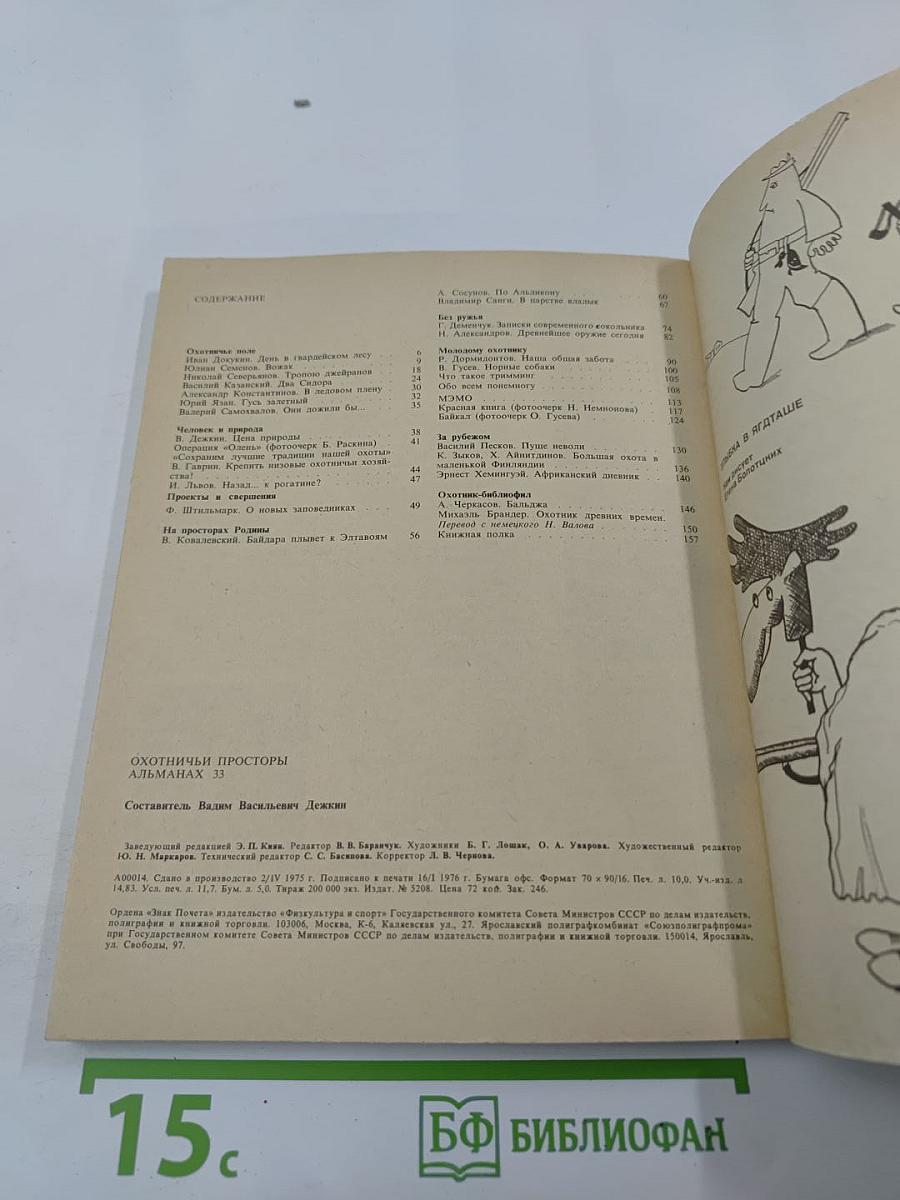 СОДЕРЖАНИЕ
Охотничье поле
Иван Докукин. День в гвардейском лесу . . 6
Юлиан Семенов. Вожак . . . 9
Николай Северьянов. Тропою джейранов 18
Василий Казанский. Два Сидора . . . 24
Александр Константинов. В ледовом плену . 30
Юрий Язан. Гусь залетный . . . 32
Валерий Самохвалов. Они дожили бы... . . 35
Человек и природа
В. Дежкин. Цена природы . . . 38
Операция «Олень» (фотоочерк Б. Раскина) . 41
«Сохраним лучшие традиции нашей охоты»
В. Гаврин. Крепить низовые охотничьи хозяй-
ства! . . . 44
И. Львов. Назад... к рогатине? . . . 47
Проекты и свершения
Ф. Штильмарк. О новых заповедниках . . . 49
На просторах Родины
В. Ковалевский. Байдара плывет к Элтавоям 56
А. Сосунов. По Альдикону . . . 60
Владимир Санги. В царстве владык . . . 67
Без ружья
Г. Деменчук. Записки современного сокольника 74
Н. Александров. Древнейшее оружие сегодня 82
Молодому охотнику
Р. Дормидонтов. Наша общая забота . . . 90
В. Гусев. Норные собаки . . . 100
Что такое тримминг . . . 105
Обо всем понемногу . . . 108
МЭМО . . . 113
Красная книга (фотоочерк Н. Немнонова) . 117
Байкал (фотоочерк О. Гусева) . . . 124
За рубежом
Василий Песков. Пуще неволи . . . 130
К. Зыков, Х. Айнитдинов. Большая охота в
маленькой Финляндии . . . 136
Эрнест Хемингуэй. Африканский дневник . . 140
Охотник-библиофил
А. Черкасов. Бальджа . . . 146
Михаэль Брандер. Охотник древних времен.
Перевод с немецкого Н. Валова . . . 150
Книжная полка . . . 157
ОХОТНИЧЬИ ПРОСТОРЫ
АЛЬМАНАХ 33
Составитель Вадим Васильевич Дежкин
Заведующий редакцией Э. П. Киян. Редактор В. В. Баранчук. Художники Б. Г. Лошак, О. А. Уварова. Художественный редактор
Ю. Н. Маркаров. Технический редактор С. С. Басипова. Корректор Л. В. Чернова.
А00014. Сдано в производство 2/IV 1975 г. Подписано к печати 16/I 1976 г. Бумага офс. Формат 70 × 90/16. Печ. л. 10,0. Уч.-изд. л
14,83. Усл. печ. л. 11,7. Бум. л. 5,0. Тираж 200 000 экз. Издат. № 5208. Цена 72 коп. Зак. 246.
Ордена «Знак Почета» издательство «Физкультура и спорт» Государственного комитета Совета Министров СССР по делам издательств,
полиграфии и книжной торговли. 103006, Москва, К-6, Каляевская ул., 27. Ярославский полиграфкомбинат «Союзполиграфпрома»
при Государственном комитете Совета Министров СССР по делам издательств, полиграфии и книжной торговли. 150014, Ярославль,
ул. Свободы, 97.
В ЯГДТАШЕ
рисует
Болотцких
15 с
БФ БИБЛИОФАН